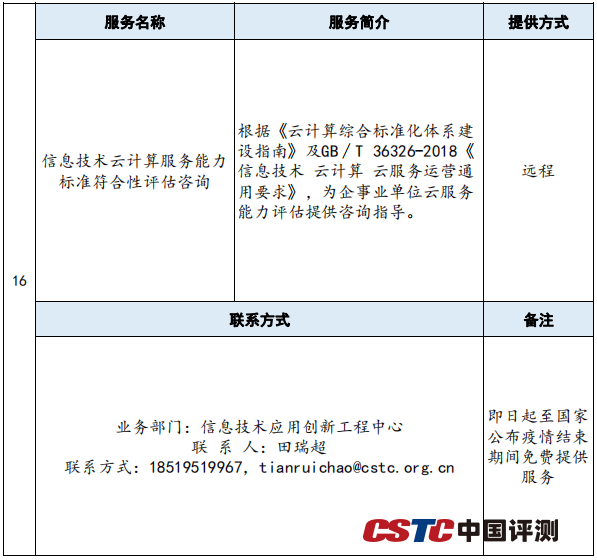 服务名称 服务简介 提供方式
16
信息技术云计算服务能力
标准符合性评估咨询
根据《云计算综合标准化体系建
设指南》及GB/T 36326-2018《
信息技术 云计算 云服务运营通
用要求》，为企事业单位云服务
能力评估提供咨询指导。
远程
联系方式 备注
业务部门：信息技术应用创新工程中心
联 系 人：田瑞超
联系方式：18519519967，tianruichao@cstc.org.cn
即日起至国家
公布疫情结束
期间免费提供
服务
CSTC中国评测